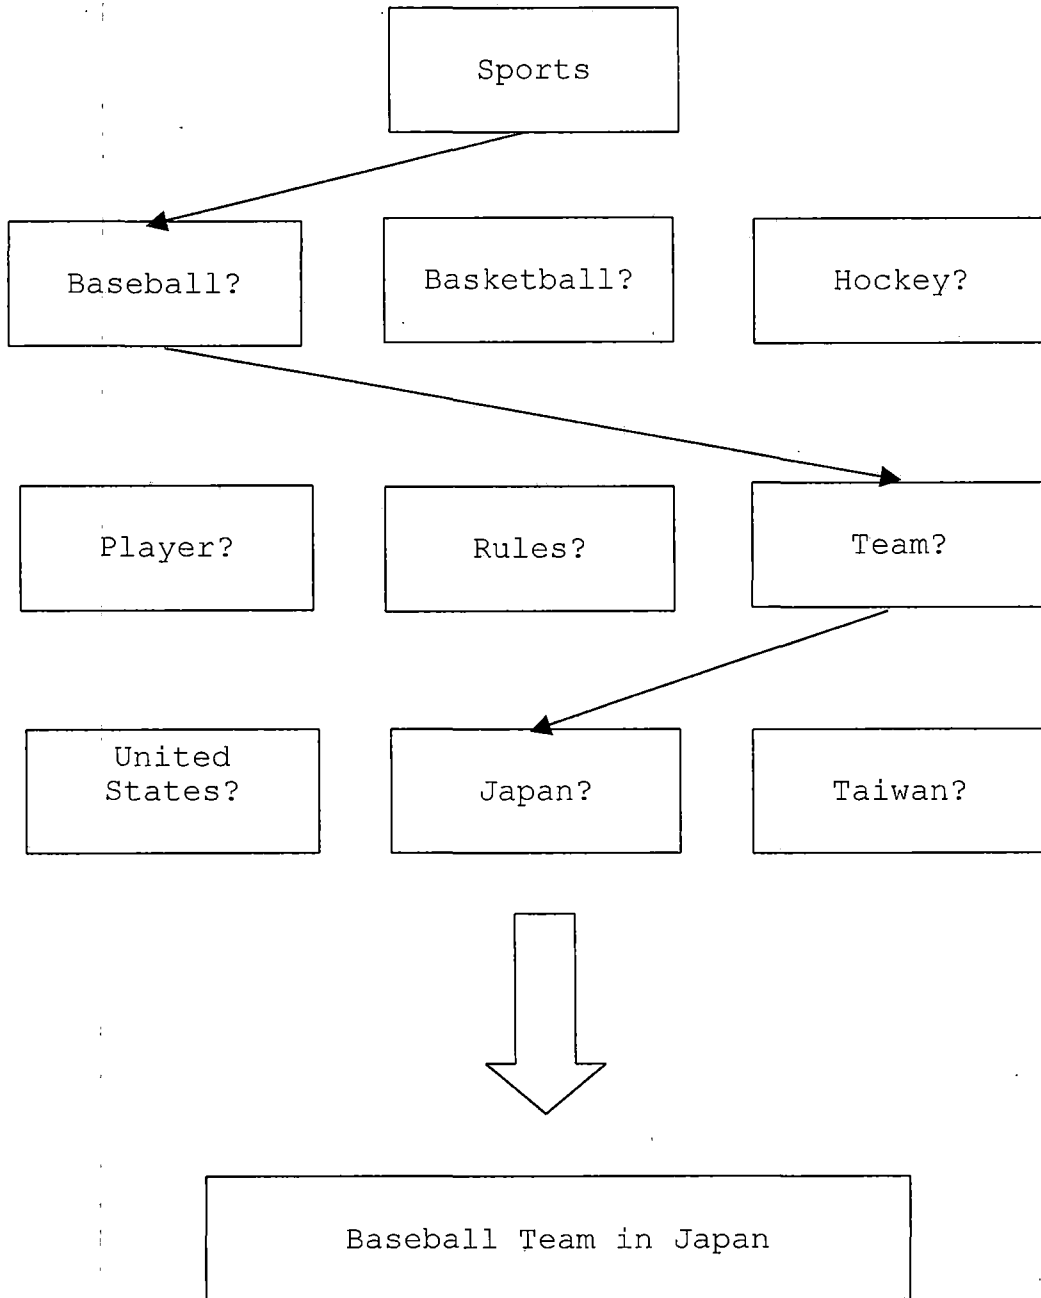 Sports
Baseball?
Basketball?
Hockey?
Player?
Rules?
Team?
United
States?
Japan?
Taiwan?
Baseball Team in Japan